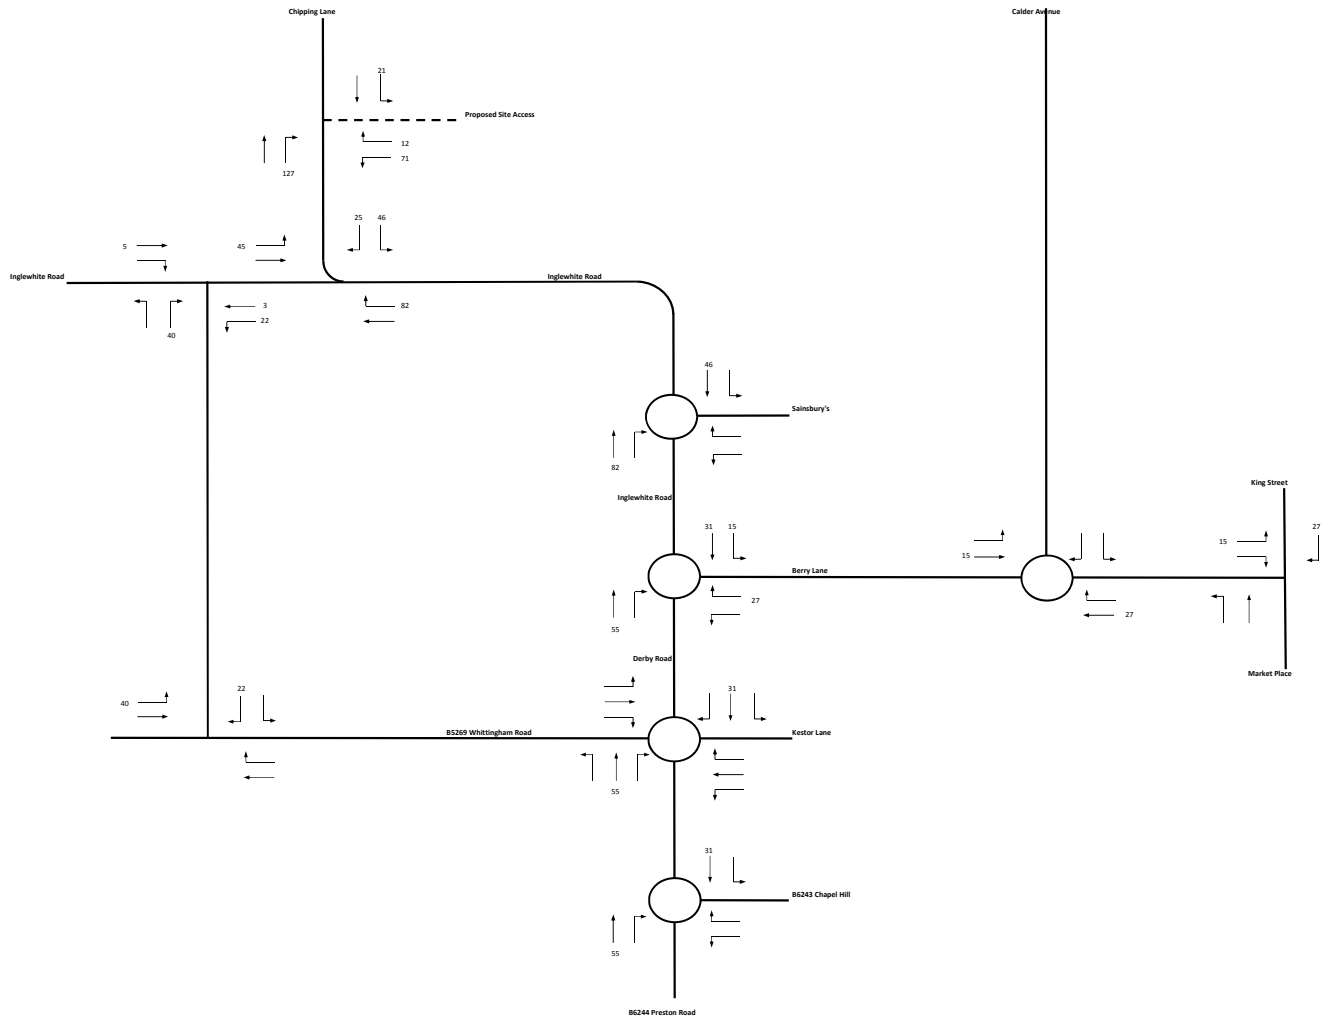 Chipping Lane
Calder Avenue
21
Proposed Site Access
12
71
127
25 46
5
45
Inglewhite Road
Inglewhite Road
3
82
22
40
46
Sainsbury's
82
King Street
Inglewhite Road
31 15
27
15
15
Berry Lane
27
27
55
Derby Road
Market Place
22
31
40
B5269 Whittingham Road
Kestor Lane
55
31
B6243 Chapel Hill
55
B6244 Preston Road